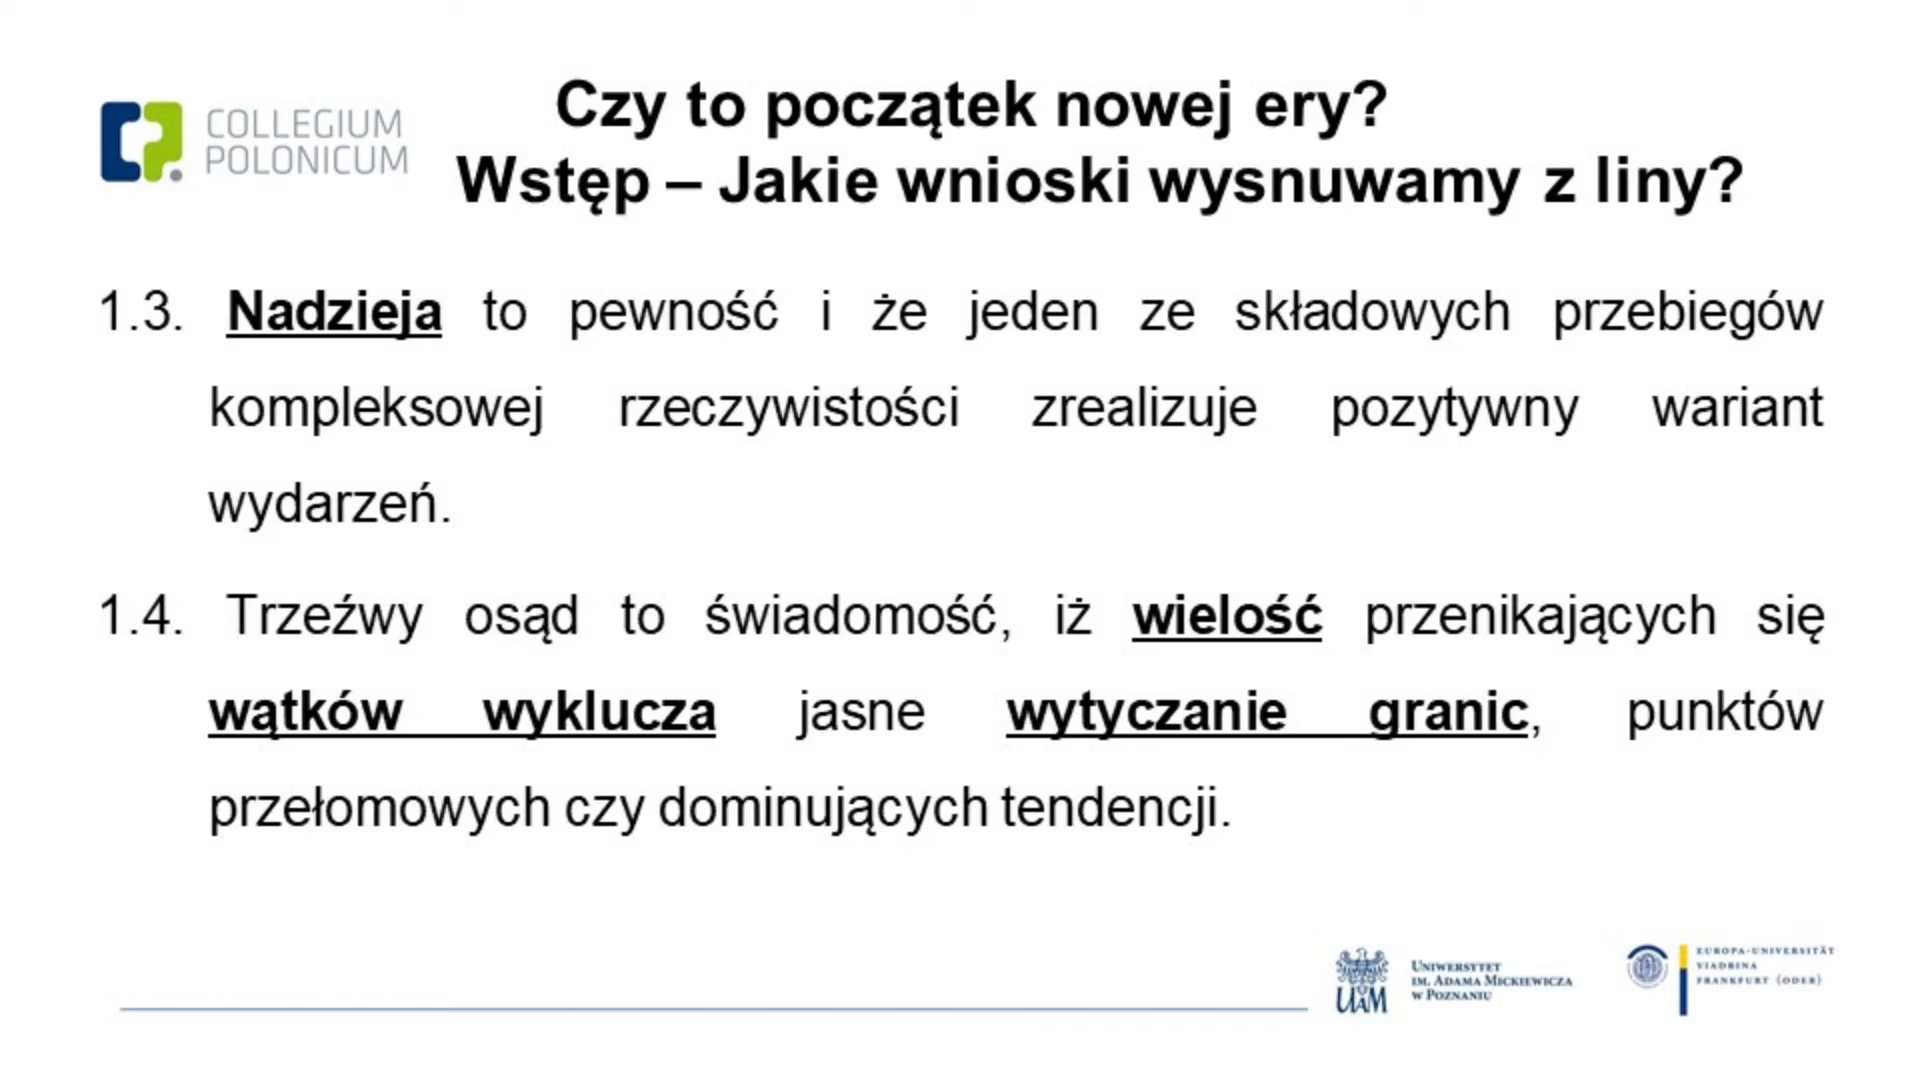 COLLEGIUM
POLONICUM
Czy to początek nowej ery?
Wstęp – Jakie wnioski wysnuwamy z liny?
1.3. Nadzieja to pewność i że jeden ze składowych przebiegów
kompleksowej rzeczywistości zrealizuje pozytywny wariant
wydarzeń.
1.4. Trzeźwy osąd to świadomość, iż wielość przenikających się
wątków wyklucza jasne wytyczanie granic, punktów
przełomowych czy dominujących tendencji.
UAM
UNIWERSYTET
IM. ADAMA MICKIEWICZA
W POZNANIU
EUROPA-UNIVERSITÄT
VIADRINA
FRANKFURT (ODER)